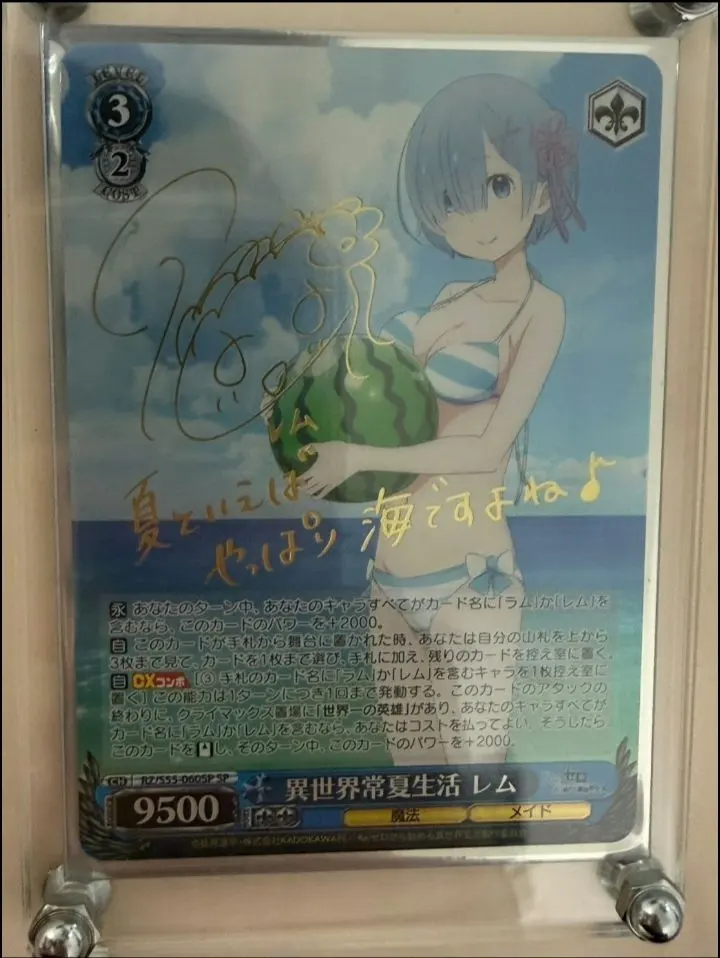 LEVEL
3
2
COST
レム
夏といえば
やっぱり 海ですよね♪
永 あなたのターン中、あなたのキャラすべてがカード名に「ラム」か「レム」を
含むなら、このカードのパワーを+2000。
自 このカードが手札から舞台に置かれた時、あなたは自分の山札を上から
3枚まで見て、カードを1枚まで選び、手札に加え、残りのカードを控え室に置く。
自 CXコンボ [③ 手札のカード名に「ラム」か「レム」を含むキャラを1枚控え室に
置く] この能力は1ターンにつき1回まで発動する。このカードのアタックの
終わりに、クライマックス置場に「世界一の英雄」があり、あなたのキャラすべてが
カード名に「ラム」か「レム」を含むなら、あなたはコストを払ってよい。そうしたら、
このカードを し、そのターン中、このカードのパワーを+2000。
CH RZ/S55-060SP SP
異世界常夏生活 レム
ゼロ
9500
魔法
メイド